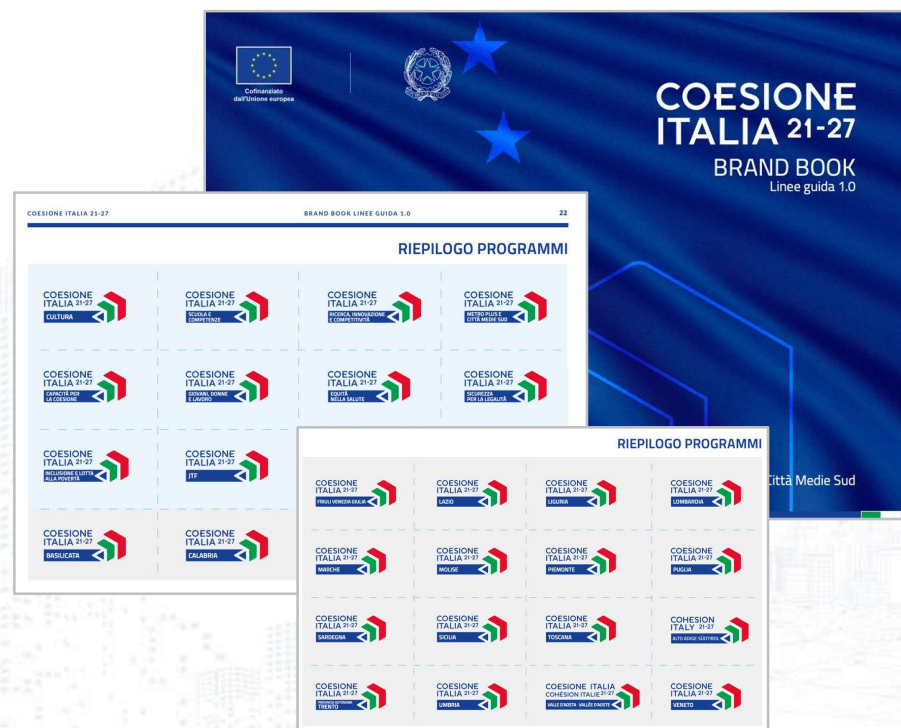 Cofinanziato
dall'Unione europea
COESIONE
ITALIA 21-27
BRAND BOOK
Linee guida 1.0
Città Medie Sud
COESIONE ITALIA 21-27
BRAND BOOK LINEE GUIDA 1.0
22
RIEPILOGO PROGRAMMI
COESIONE
ITALIA 21-27
CULTURA
COESIONE
ITALIA 21-27
SCUOLA E
COMPETENZE
COESIONE
ITALIA 21-27
RICERCA, INNOVAZIONE
E COMPETITIVITÀ
COESIONE
ITALIA 21-27
METRO PLUS E
CITTÀ MEDIE SUD
COESIONE
ITALIA 21-27
CAPACITÀ PER
LA COESIONE
COESIONE
ITALIA 21-27
GIOVANI, DONNE
E LAVORO
COESIONE
ITALIA 21-27
EQUITÀ
NELLA SALUTE
COESIONE
ITALIA 21-27
SICUREZZA
PER LA LEGALITÀ
COESIONE
ITALIA 21-27
INCLUSIONE E LOTTA
ALLA POVERTÀ
COESIONE
ITALIA 21-27
JTF
COESIONE
ITALIA 21-27
BASILICATA
COESIONE
ITALIA 21-27
CALABRIA
RIEPILOGO PROGRAMMI
COESIONE
ITALIA 21-27
FRIULI VENEZIA GIULIA
COESIONE
ITALIA 21-27
LAZIO
COESIONE
ITALIA 21-27
LIGURIA
COESIONE
ITALIA 21-27
LOMBARDIA
COESIONE
ITALIA 21-27
MARCHE
COESIONE
ITALIA 21-27
MOLISE
COESIONE
ITALIA 21-27
PIEMONTE
COESIONE
ITALIA 21-27
PUGLIA
COESIONE
ITALIA 21-27
SARDEGNA
COESIONE
ITALIA 21-27
SICILIA
COESIONE
ITALIA 21-27
TOSCANA
COHESION
ITALY 21-27
ALTO ADIGE SÜDTIROL
COESIONE
ITALIA 21-27
PROVINCIA AUTONOMA
TRENTO
COESIONE
ITALIA 21-27
UMBRIA
COESIONE ITALIA
COHÉSION ITALIE 21-27
VALLE D'AOSTA VALLÉE D'AOSTE
COESIONE
ITALIA 21-27
VENETO